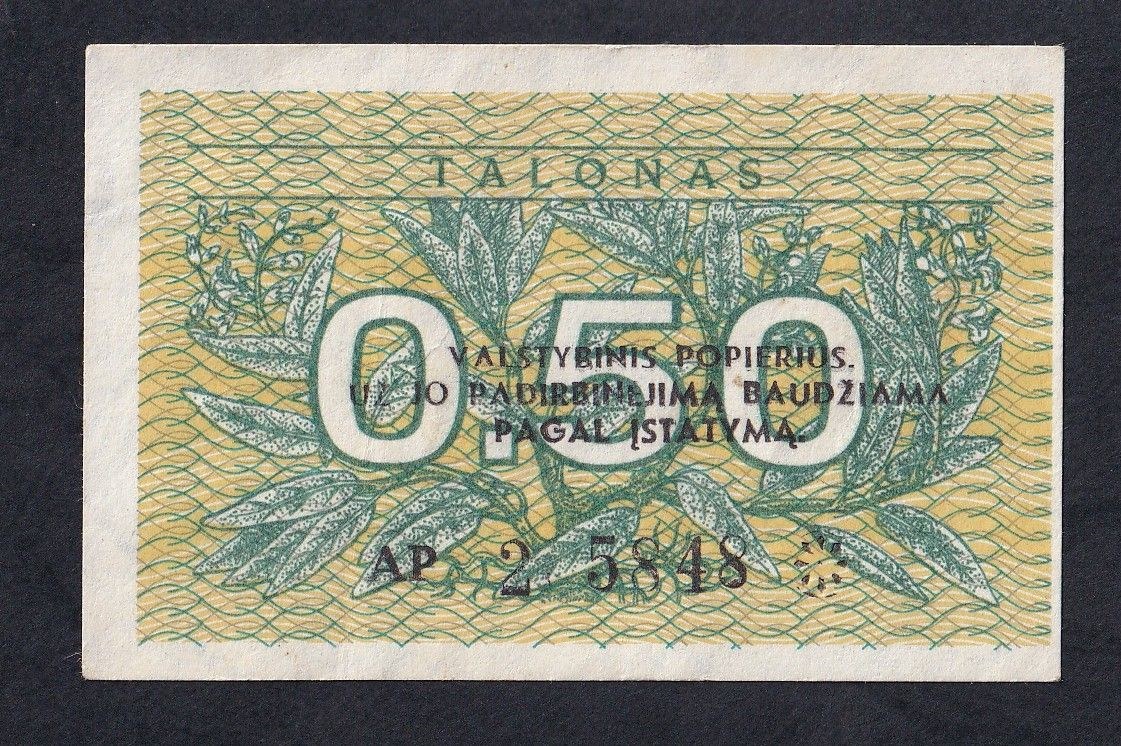 TALONAS
0.50
VALSTYBINIS POPIERIUS.
UŽ JO PADIRBINĖJIMĄ BAUDŽIAMA
PAGAL ĮSTATYMĄ.
AP 2 5848